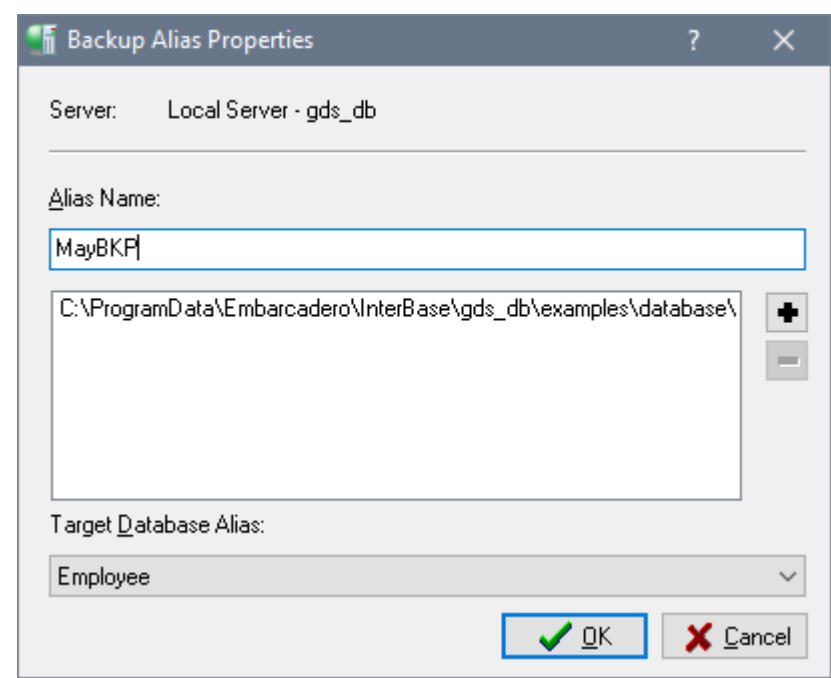 Backup Alias Properties ?
Server: Local Server - gds_db
Alias Name:
MayBKP
C:\ProgramData\Embarcadero\InterBase\gds_db\examples\database\
Target Database Alias:
Employee
OK Cancel